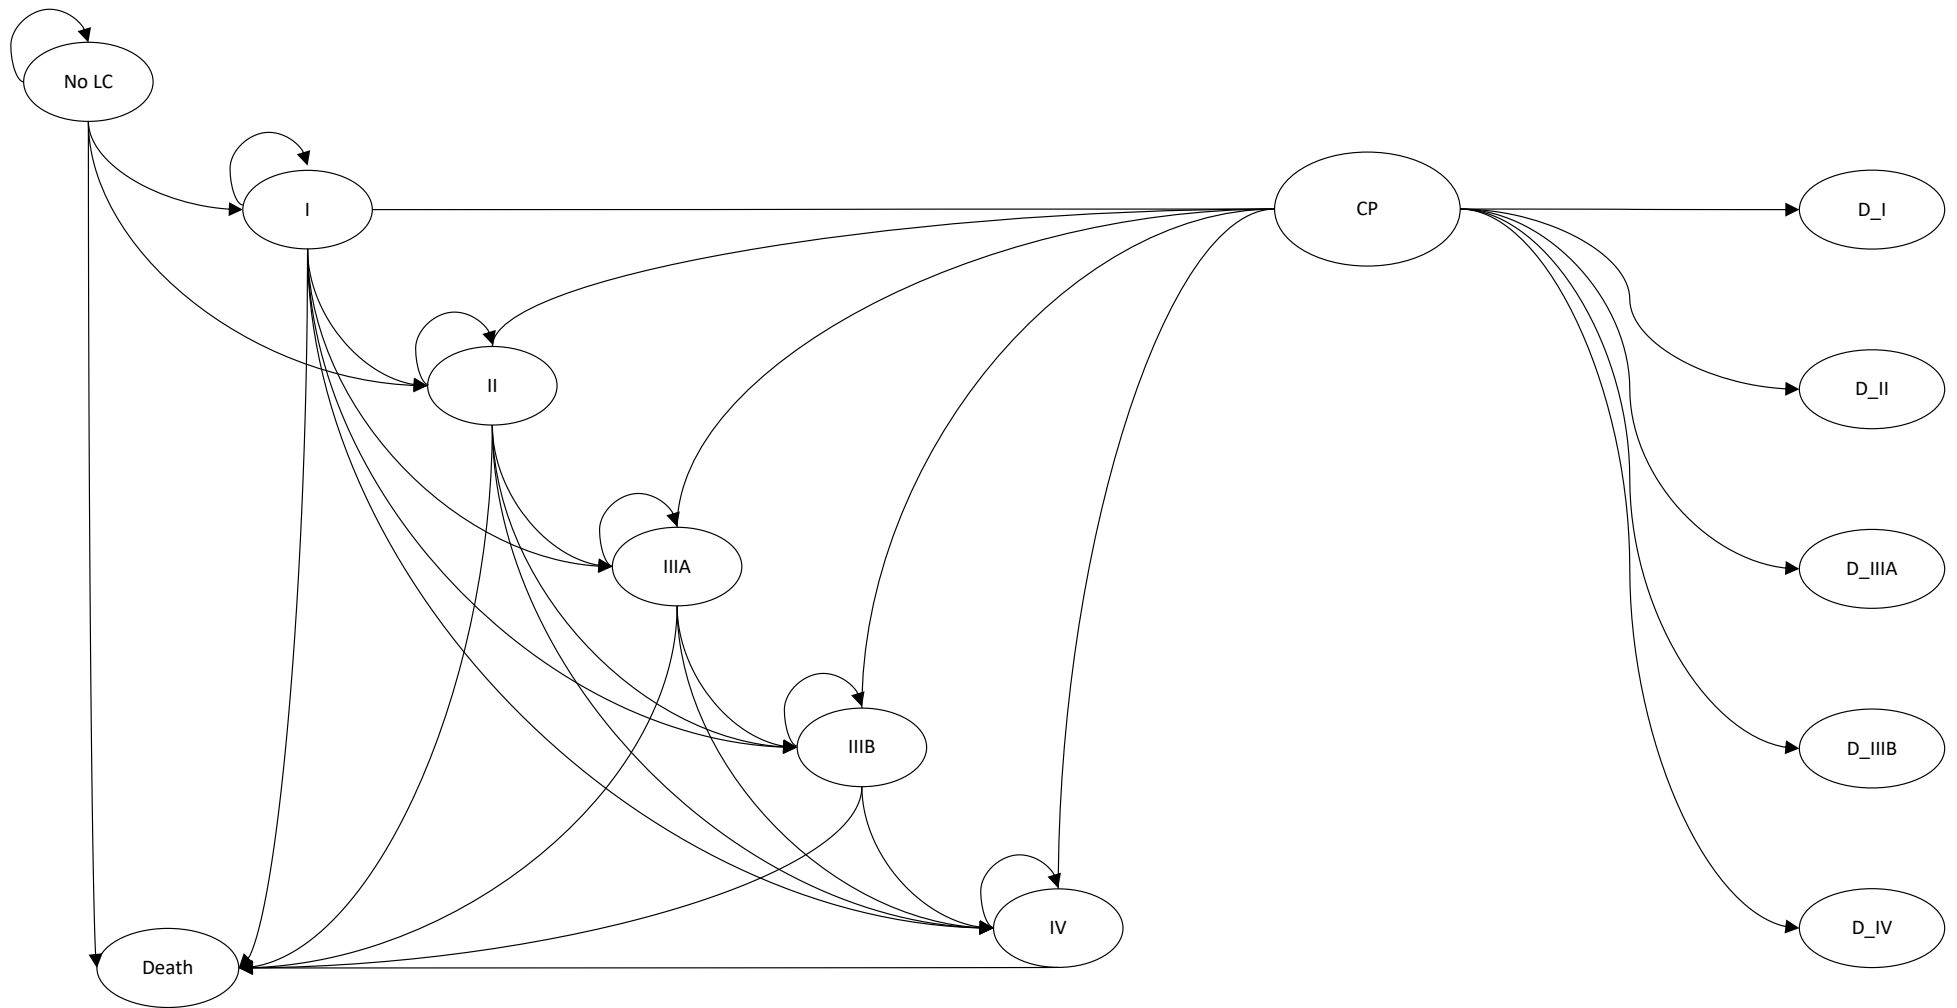 No LC
I
CP
D_I
II
D_II
IIIA
D_IIIA
IIIB
D_IIIB
IV
D_IV
Death